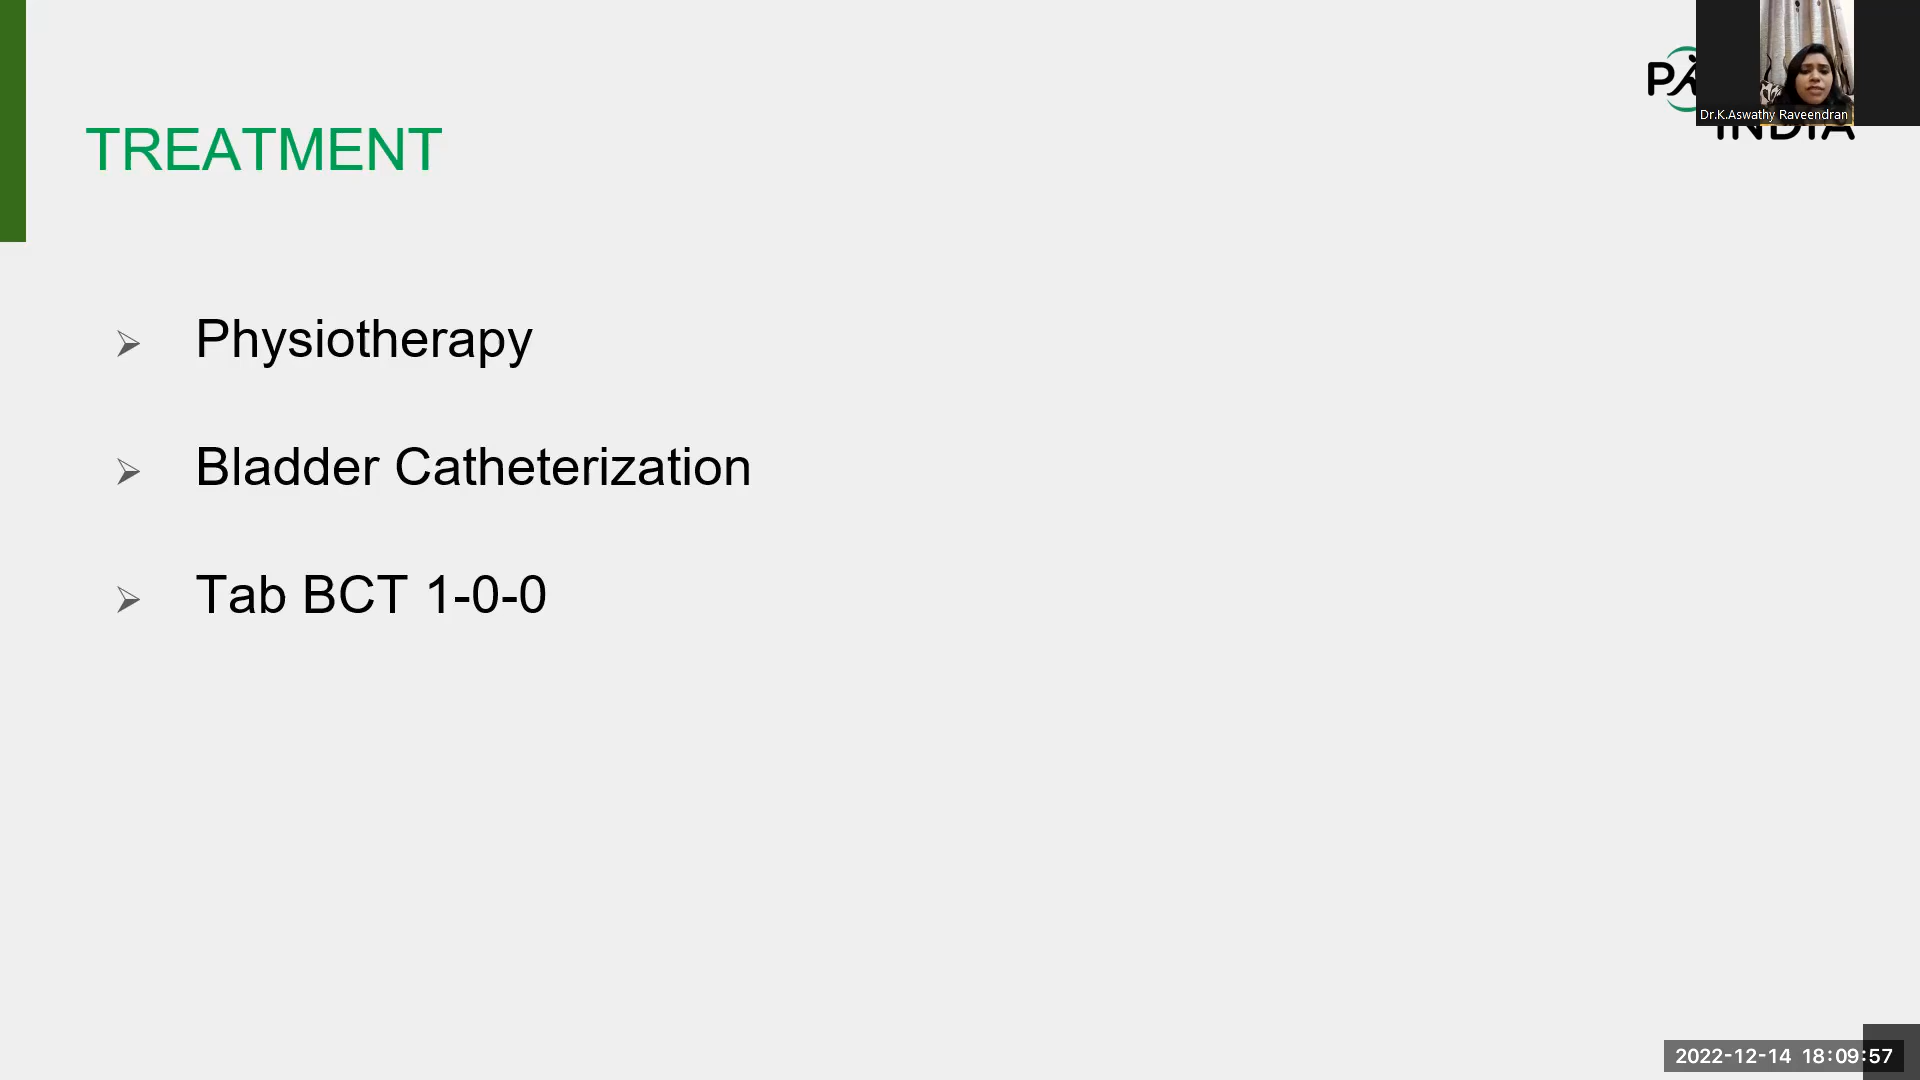 Dr.K.Aswathy Raveendran
INDIA
TREATMENT
Physiotherapy
Bladder Catheterization
Tab BCT 1-0-0
2022-12-14 18:09:57